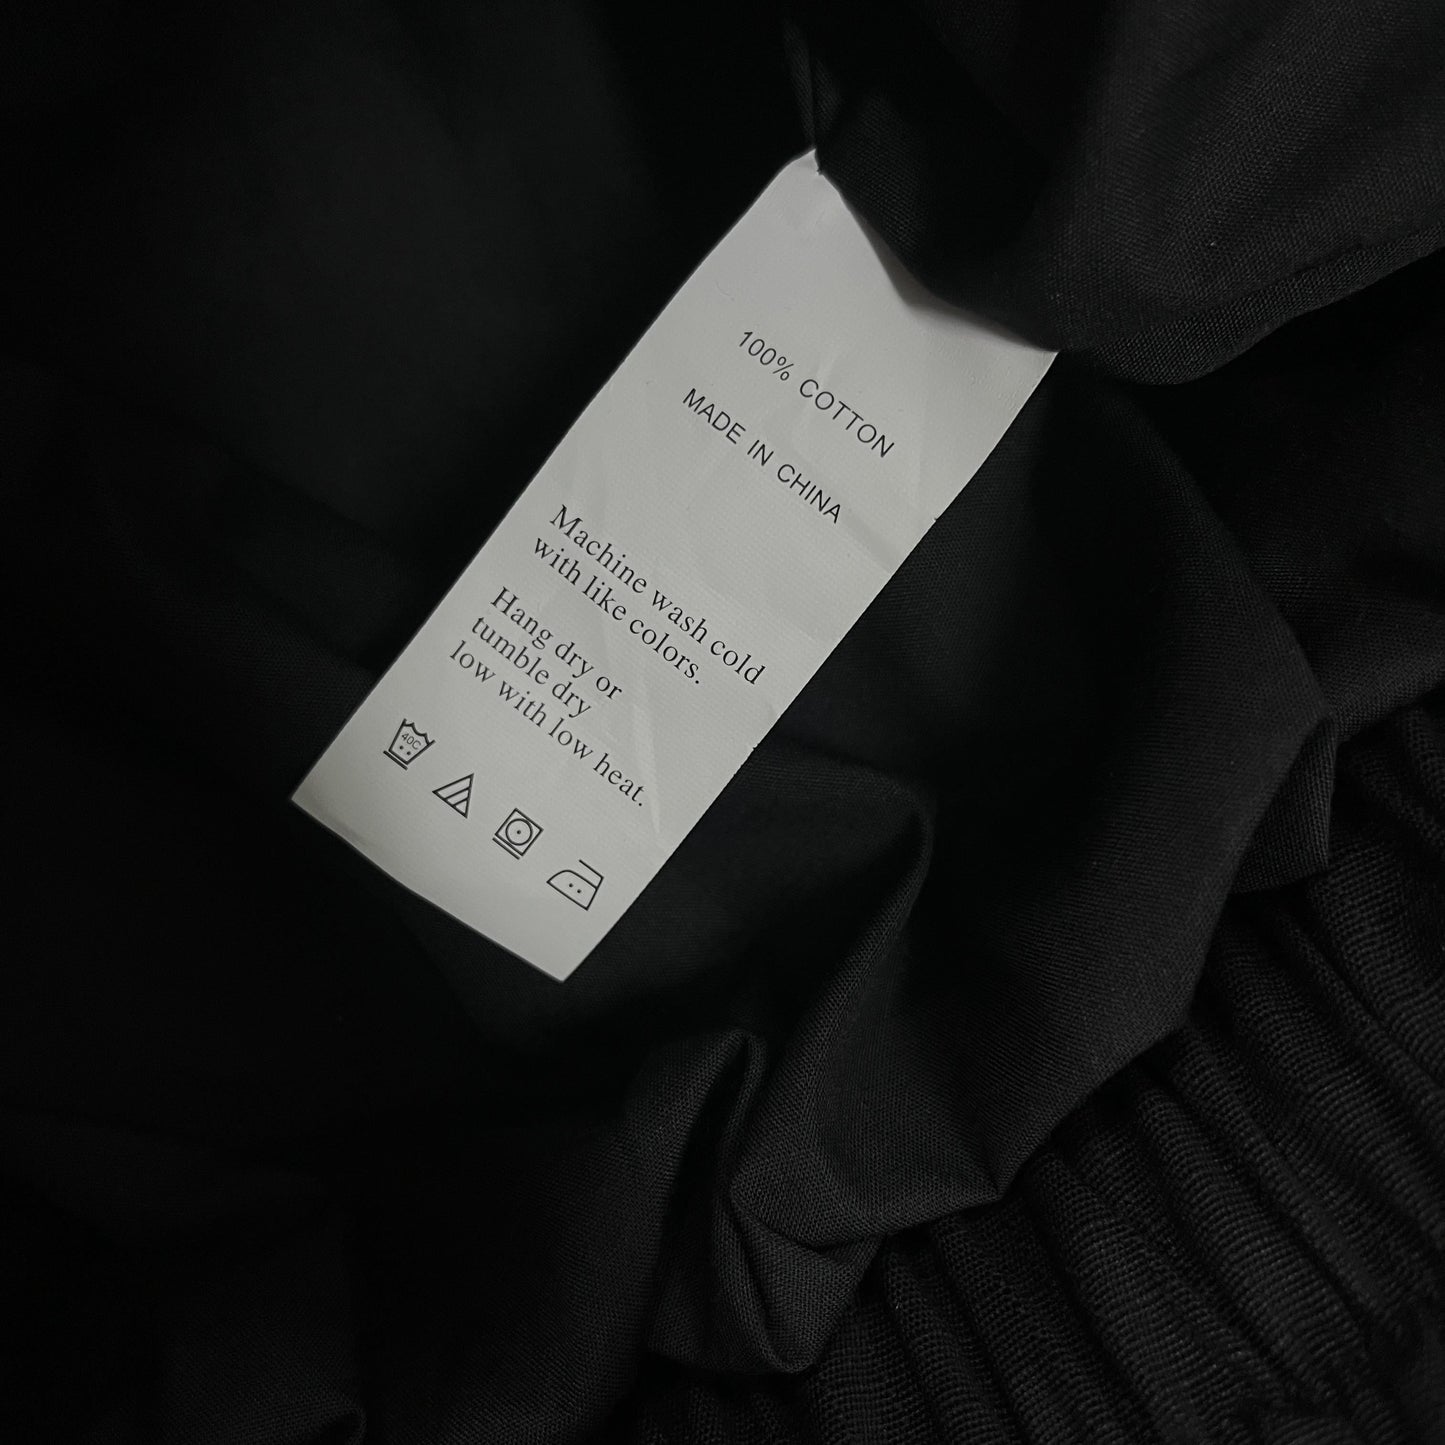 100% COTTON
MADE IN CHINA
Machine wash cold
with like colors.
Hang dry or
tumble dry
low with low heat.
40C